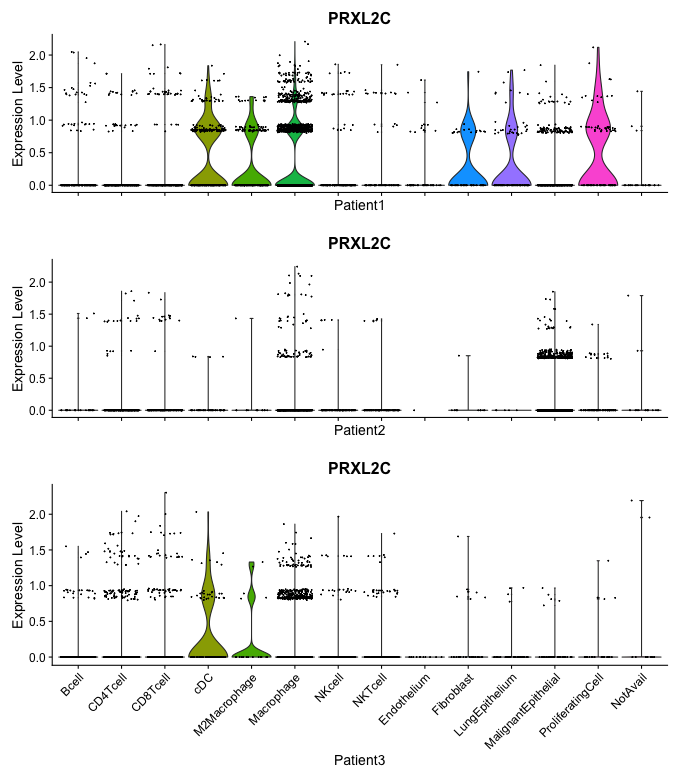 PRXL2C
Expression Level
2.0
1.5
1.0
0.5
0.0
Patient1
PRXL2C
Expression Level
2.0
1.5
1.0
0.5
0.0
Patient2
PRXL2C
Expression Level
2.0
1.5
1.0
0.5
0.0
Bcell
CD4Tcell
CD8Tcell
cDC
M2Macrophage
Macrophage
NKcell
NKTcell
Endothelium
Fibroblast
LungEpithelium
MalignantEpithelial
ProliferatingCell
NotAvail
Patient3